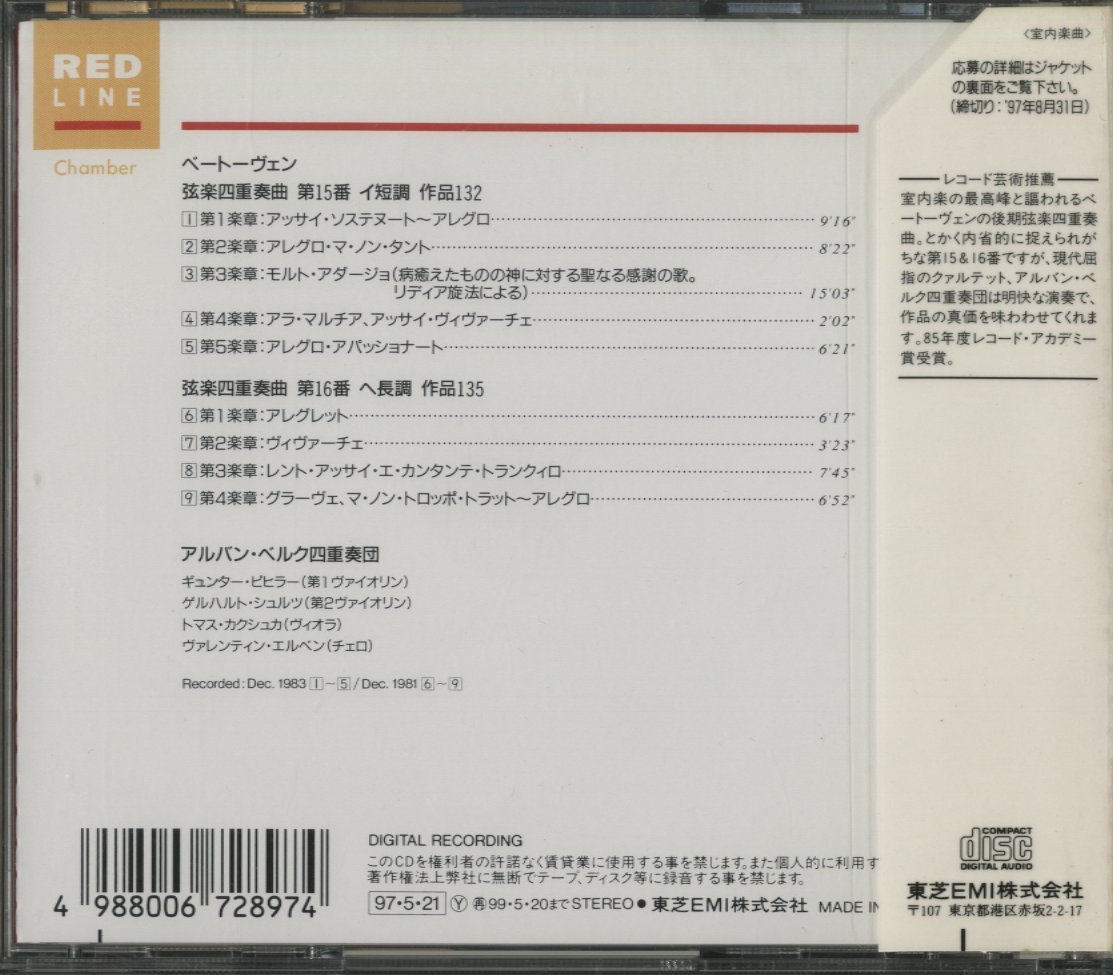 RED
LINE
Chamber
ベートーヴェン
弦楽四重奏曲 第15番 イ短調 作品132
1 第1楽章：アッサイ・ソステヌート～アレグロ 9'16"
2 第2楽章：アレグロ・マ・ノン・タント 8'22"
3 第3楽章：モルト・アダージョ（病癒えたものの神に対する聖なる感謝の歌。
リディア旋法による） 15'03"
4 第4楽章：アラ・マルチア、アッサイ・ヴィヴァーチェ 2'02"
5 第5楽章：アレグロ・アパッショナート 6'21"
弦楽四重奏曲 第16番 ヘ長調 作品135
6 第1楽章：アレグレット 6'17"
7 第2楽章：ヴィヴァーチェ 3'23"
8 第3楽章：レント・アッサイ・エ・カンタンテ・トランクィロ 7'45"
9 第4楽章：グラーヴェ、マ・ノン・トロッポ・トラット～アレグロ 6'52"
アルバン・ベルク四重奏団
ギュンター・ピヒラー（第1ヴァイオリン）
ゲルハルト・シュルツ（第2ヴァイオリン）
トマス・カクシュカ（ヴィオラ）
ヴァレンティン・エルベン（チェロ）
Recorded: Dec. 1983 1～5 / Dec. 1981 6～9
4 988006 728974
DIGITAL RECORDING
このCDを権利者の許諾なく賃貸業に使用する事を禁じます。また個人的に利用す
著作権法上弊社に無断でテープ、ディスク等に録音する事を禁じます。
97・5・21 Ⓨ 再99・5・20まで STEREO ● 東芝EMI株式会社 MADE IN
〈室内楽曲〉
応募の詳細はジャケット
の裏面をご覧下さい。
（締切り：'97年8月31日）
レコード芸術推薦
室内楽の最高峰と謳われるベ
ートーヴェンの後期弦楽四重奏
曲。とかく内省的に捉えられが
ちな第15&16番ですが、現代屈
指のクァルテット、アルバン・ベ
ルク四重奏団は明快な演奏で、
作品の真価を味わわせてくれま
す。85年度レコード・アカデミー
賞受賞。
COMPACT
disc
DIGITAL AUDIO
東芝EMI株式会社
〒107 東京都港区赤坂2-2-17